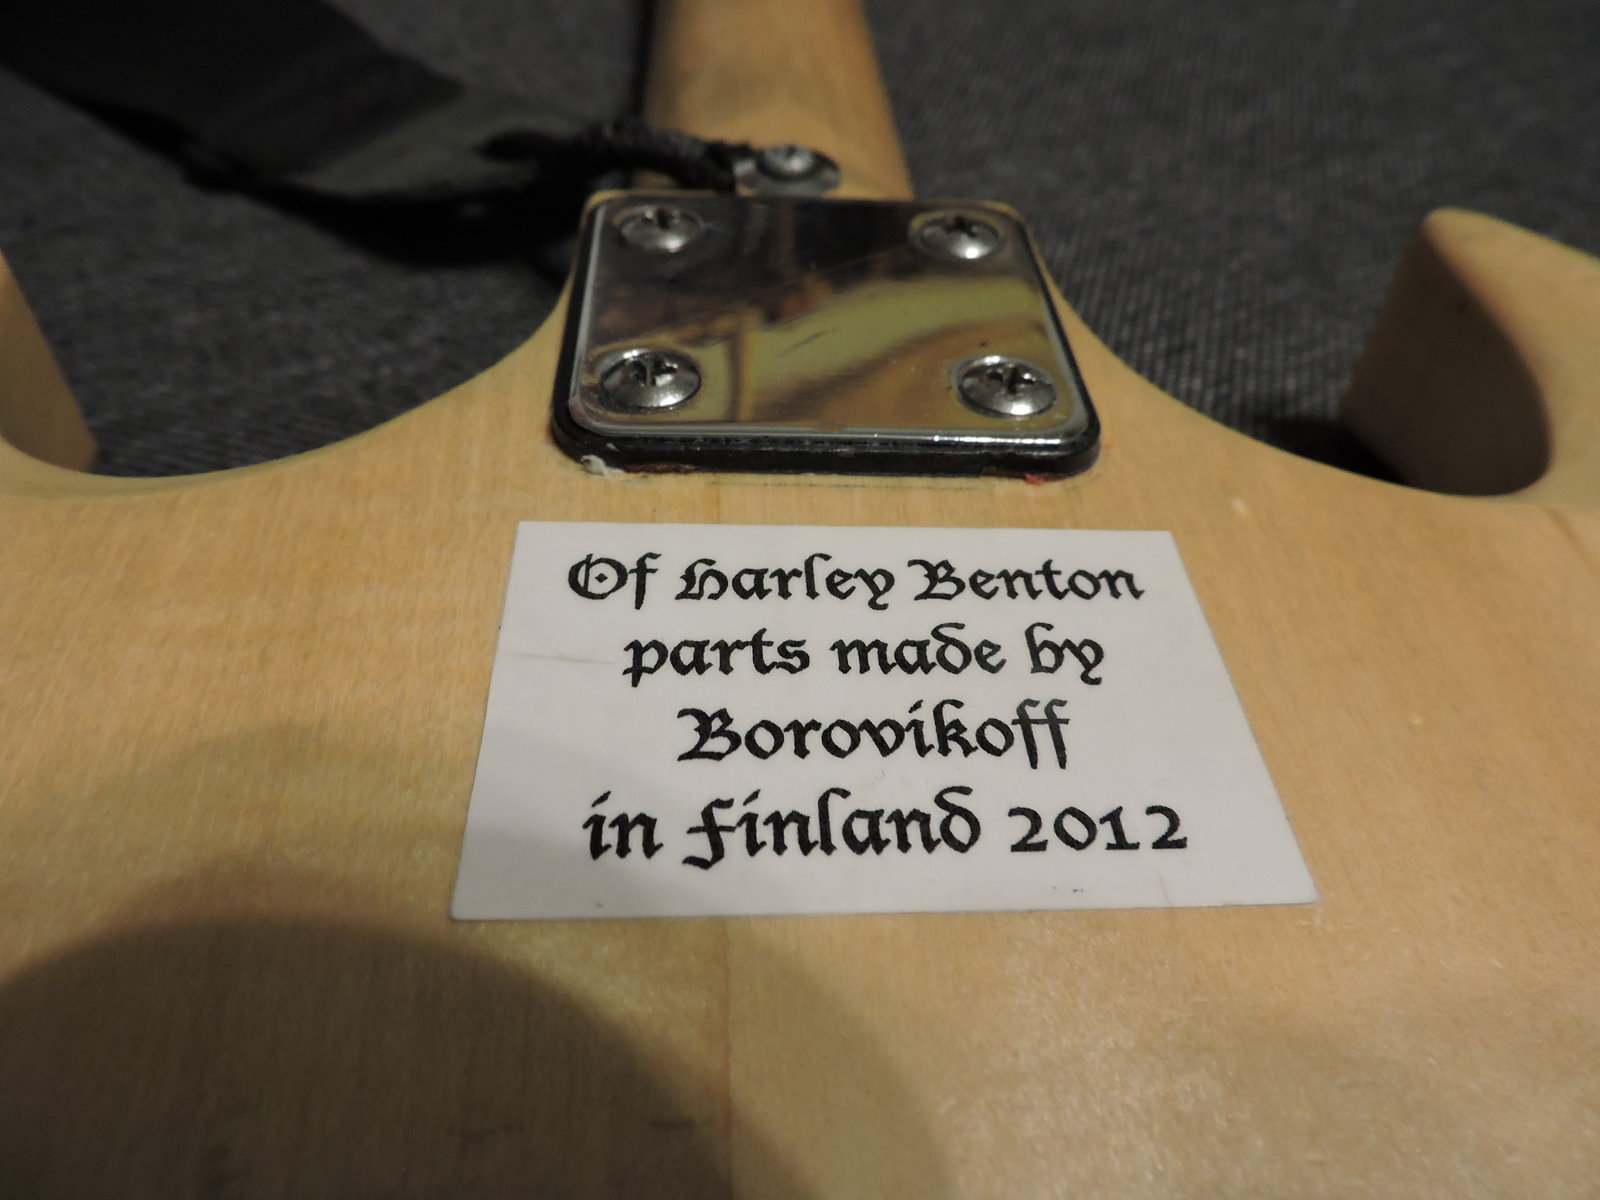 Of Harley Benton
parts made by
Borovikoff
in Finland 2012